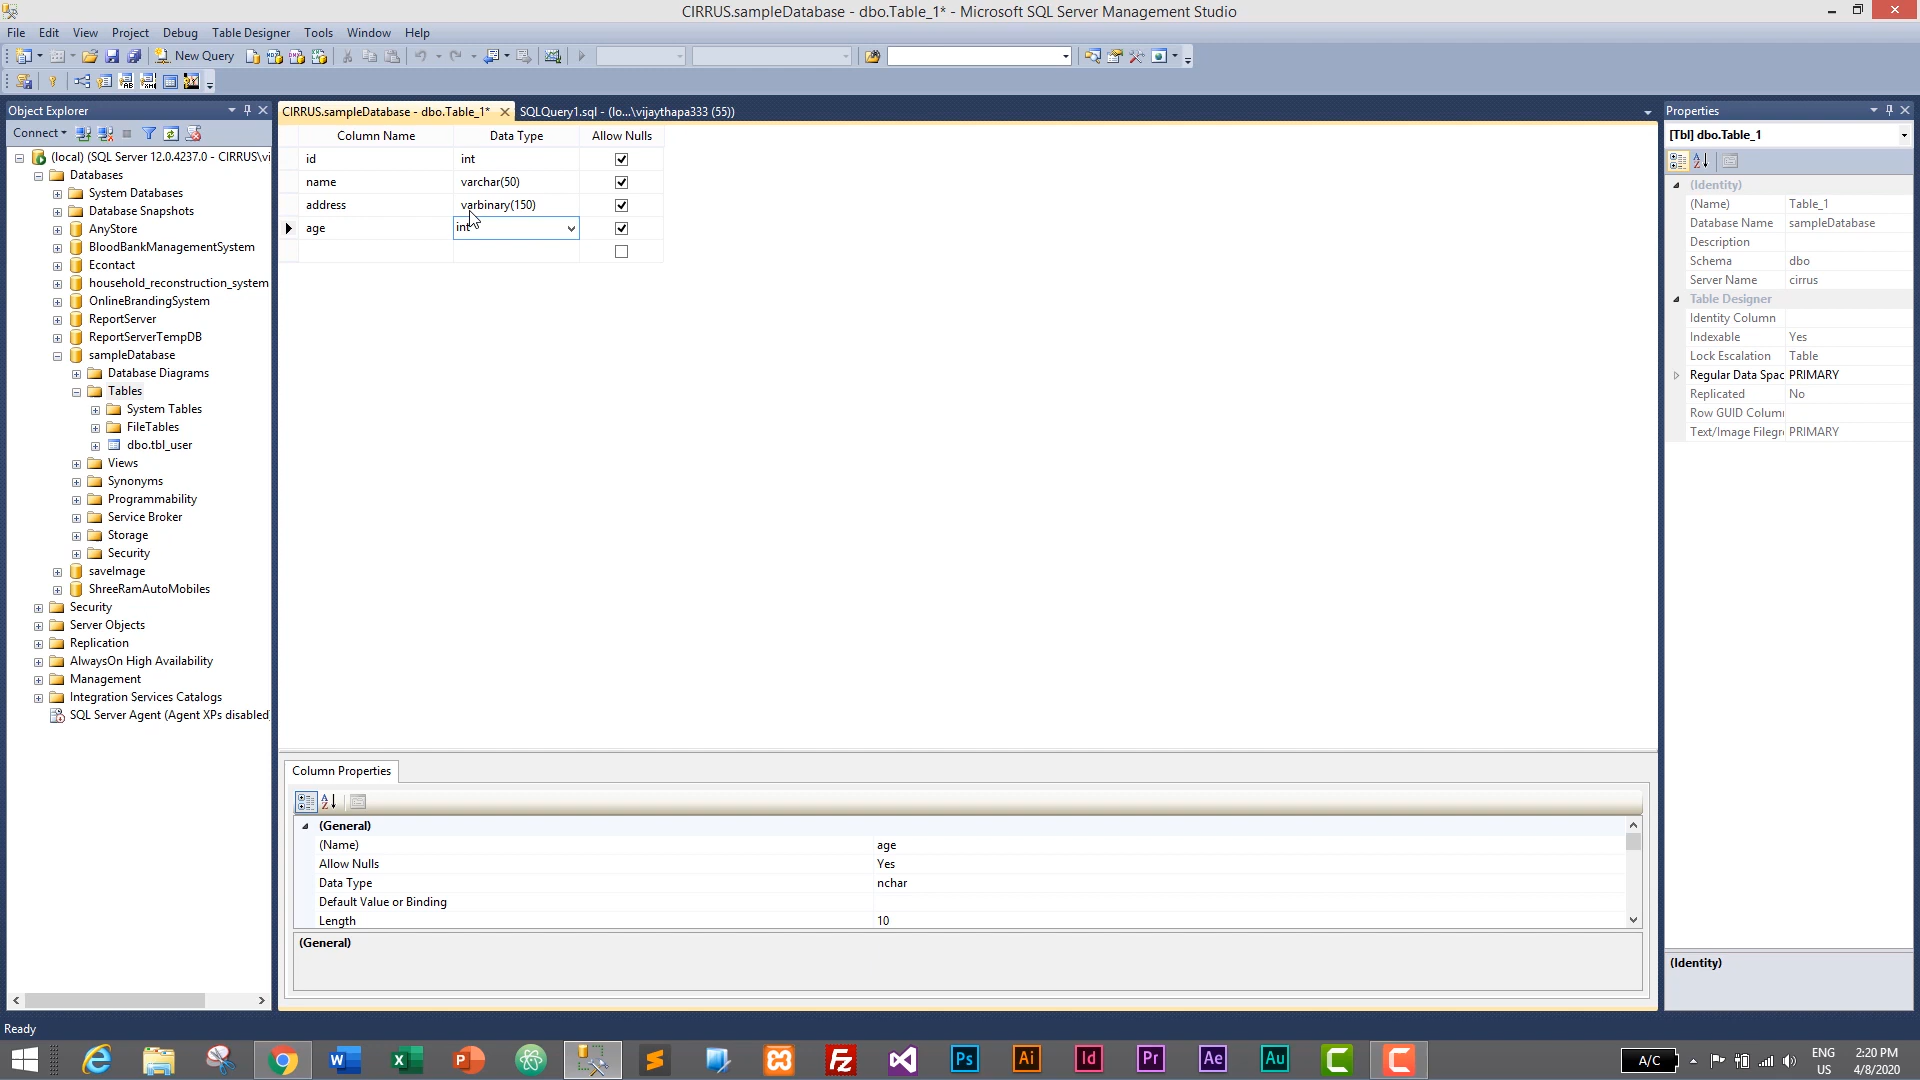 CIRRUS.sampleDatabase - dbo.Table_1* - Microsoft SQL Server Management Studio
File Edit View Project Debug Table Designer Tools Window Help
New Query
Object Explorer
CIRRUS.sampleDatabase - dbo.Table_1* SQLQuery1.sql - (lo...\vijaythapa333 (55))
Properties
Connect
Column Name Data Type Allow Nulls
[Tbl] dbo.Table_1
(local) (SQL Server 12.0.4237.0 - CIRRUS\vi
id int
Databases
name varchar(50)
(Identity)
System Databases
address varbinary(150)
(Name) Table_1
Database Snapshots
age int
Database Name sampleDatabase
AnyStore
Description
BloodBankManagementSystem
Schema dbo
Econtact
Server Name cirrus
household_reconstruction_system
Table Designer
OnlineBrandingSystem
Identity Column
ReportServer
Indexable Yes
ReportServerTempDB
Lock Escalation Table
sampleDatabase
Regular Data Spac PRIMARY
Database Diagrams
Replicated No
Tables
Row GUID Colum
System Tables
Text/Image Filegr PRIMARY
FileTables
dbo.tbl_user
Views
Synonyms
Programmability
Service Broker
Storage
Security
saveImage
ShreeRamAutoMobiles
Security
Server Objects
Replication
AlwaysOn High Availability
Management
Integration Services Catalogs
SQL Server Agent (Agent XPs disabled
Column Properties
(General)
(Name) age
Allow Nulls Yes
Data Type nchar
Default Value or Binding
Length 10
(General)
(Identity)
Ready
Ps Ai Id Pr Ae Au
A/C
ENG
US
2:20 PM
4/8/2020